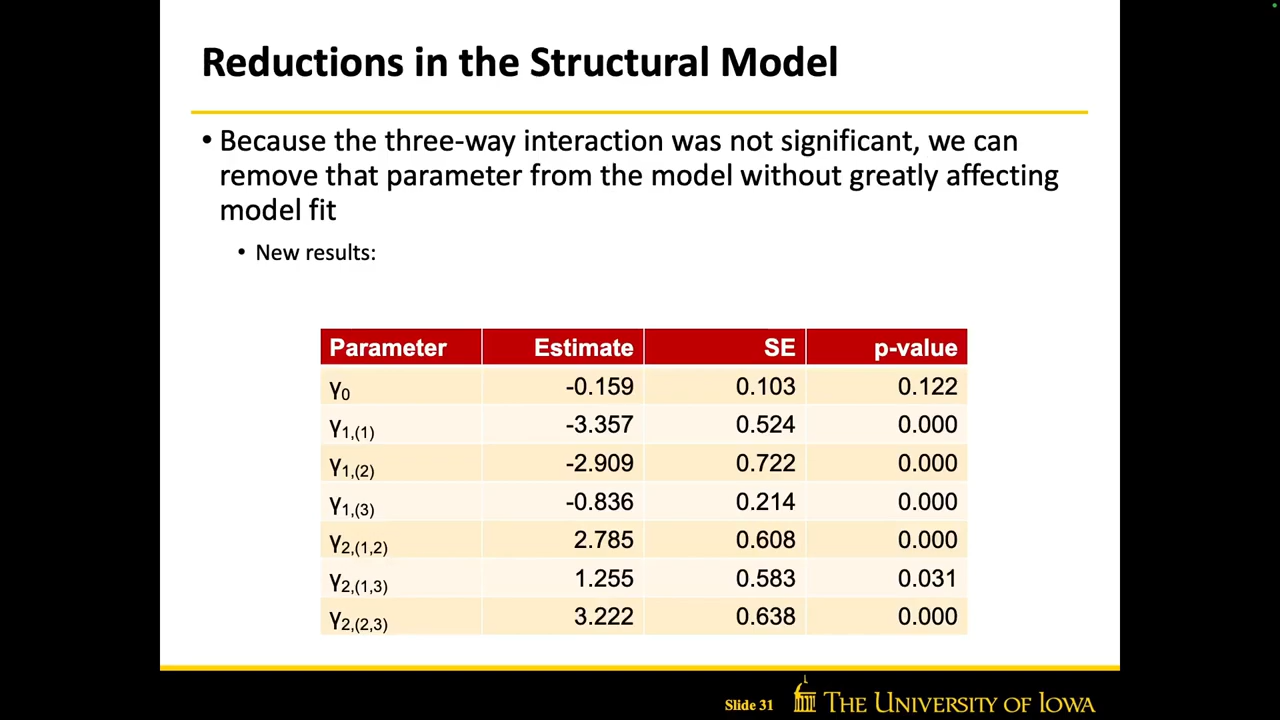 Reductions in the Structural Model
• Because the three-way interaction was not significant, we can
remove that parameter from the model without greatly affecting
model fit
• New results:
Parameter Estimate SE p-value
γ0 -0.159 0.103 0.122
γ1,(1) -3.357 0.524 0.000
γ1,(2) -2.909 0.722 0.000
γ1,(3) -0.836 0.214 0.000
γ2,(1,2) 2.785 0.608 0.000
γ2,(1,3) 1.255 0.583 0.031
γ2,(2,3) 3.222 0.638 0.000
Slide 31 THE UNIVERSITY OF IOWA